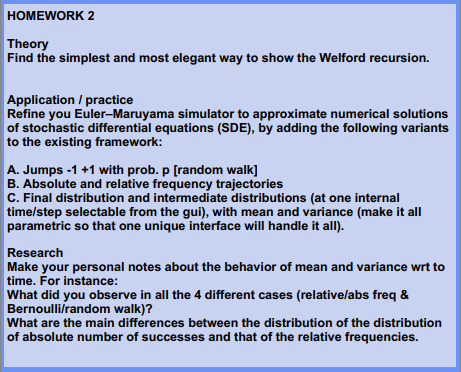 HOMEWORK 2
Theory
Find the simplest and most elegant way to show the Welford recursion.
Application / practice
Refine you Euler–Maruyama simulator to approximate numerical solutions
of stochastic differential equations (SDE), by adding the following variants
to the existing framework:
A. Jumps -1 +1 with prob. p [random walk]
B. Absolute and relative frequency trajectories
C. Final distribution and intermediate distributions (at one internal
time/step selectable from the gui), with mean and variance (make it all
parametric so that one unique interface will handle it all).
Research
Make your personal notes about the behavior of mean and variance wrt to
time. For instance:
What did you observe in all the 4 different cases (relative/abs freq &
Bernoulli/random walk)?
What are the main differences between the distribution of the distribution
of absolute number of successes and that of the relative frequencies.